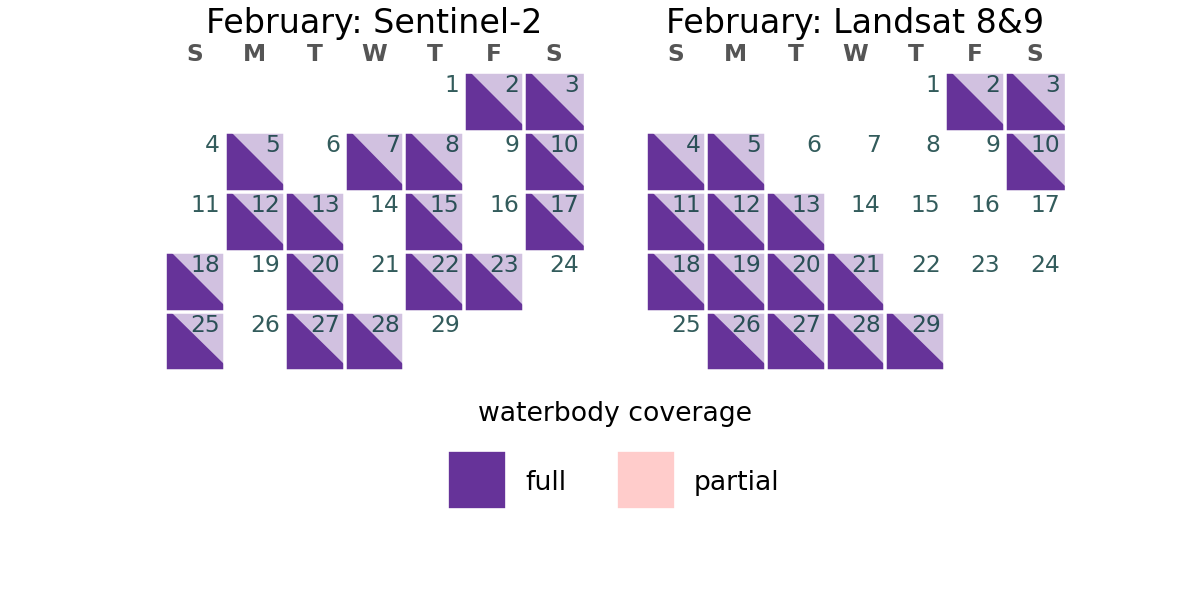 February: Sentinel-2
S M T W T F S
1 2 3
4 5 6 7 8 9 10
11 12 13 14 15 16 17
18 19 20 21 22 23 24
25 26 27 28 29
February: Landsat 8&9
S M T W T F S
1 2 3
4 5 6 7 8 9 10
11 12 13 14 15 16 17
18 19 20 21 22 23 24
25 26 27 28 29
waterbody coverage
full partial